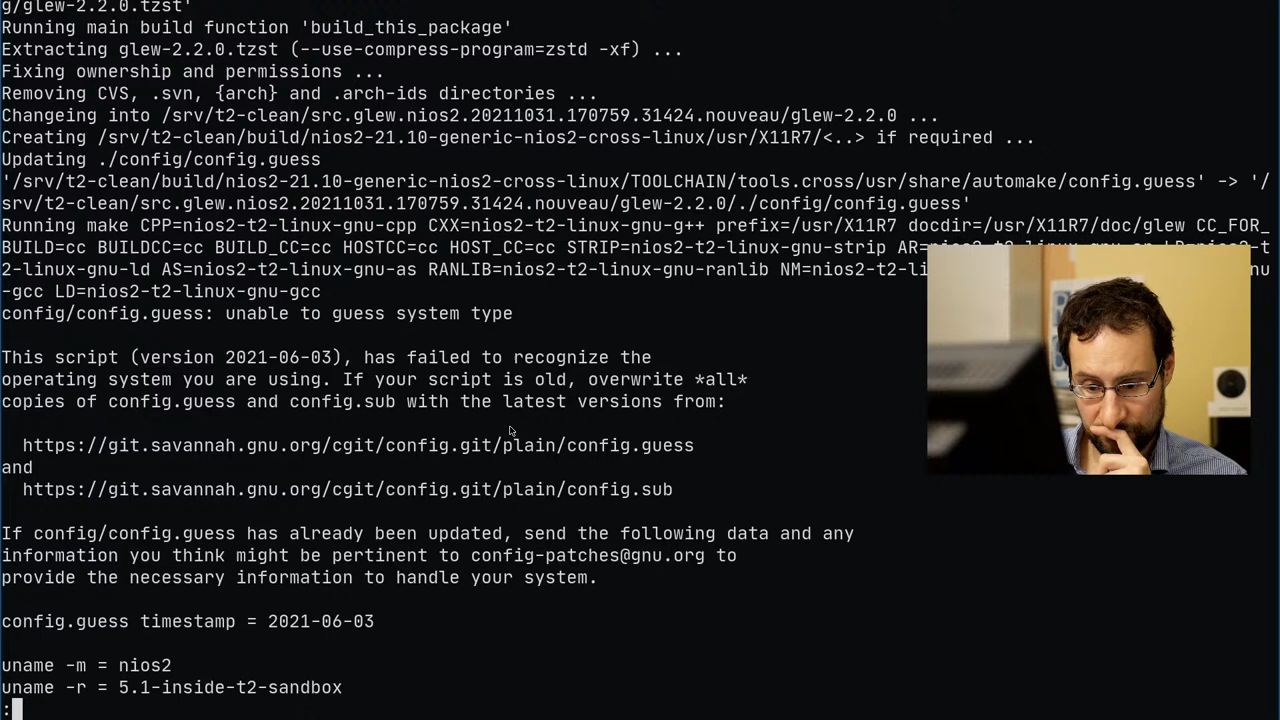 g/glew-2.2.0.tzst'
Running main build function 'build_this_package'
Extracting glew-2.2.0.tzst (--use-compress-program=zstd -xf) ...
Fixing ownership and permissions ...
Removing CVS, .svn, {arch} and .arch-ids directories ...
Changeing into /srv/t2-clean/src.glew.nios2.20211031.170759.31424.nouveau/glew-2.2.0 ...
Creating /srv/t2-clean/build/nios2-21.10-generic-nios2-cross-linux/usr/X11R7/<..> if required ...
Updating ./config/config.guess
'/srv/t2-clean/build/nios2-21.10-generic-nios2-cross-linux/TOOLCHAIN/tools.cross/usr/share/automake/config.guess' -> '/
srv/t2-clean/src.glew.nios2.20211031.170759.31424.nouveau/glew-2.2.0/./config/config.guess'
Running make CPP=nios2-t2-linux-gnu-cpp CXX=nios2-t2-linux-gnu-g++ prefix=/usr/X11R7 docdir=/usr/X11R7/doc/glew CC_FOR_
BUILD=cc BUILDCC=cc BUILD_CC=cc HOSTCC=cc HOST_CC=cc STRIP=nios2-t2-linux-gnu-strip
-linux-gnu-ld AS=nios2-t2-linux-gnu-as RANLIB=nios2-t2-linux-gnu-ranlib
-gcc LD=nios2-t2-linux-gnu-gcc
config/config.guess: unable to guess system type
This script (version 2021-06-03), has failed to recognize the
operating system you are using. If your script is old, overwrite *all*
copies of config.guess and config.sub with the latest versions from:
https://git.savannah.gnu.org/cgit/config.git/plain/config.guess
and
https://git.savannah.gnu.org/cgit/config.git/plain/config.sub
If config/config.guess has already been updated, send the following data and any
information you think might be pertinent to config-patches@gnu.org to
provide the necessary information to handle your system.
config.guess timestamp = 2021-06-03
uname -m = nios2
uname -r = 5.1-inside-t2-sandbox
: